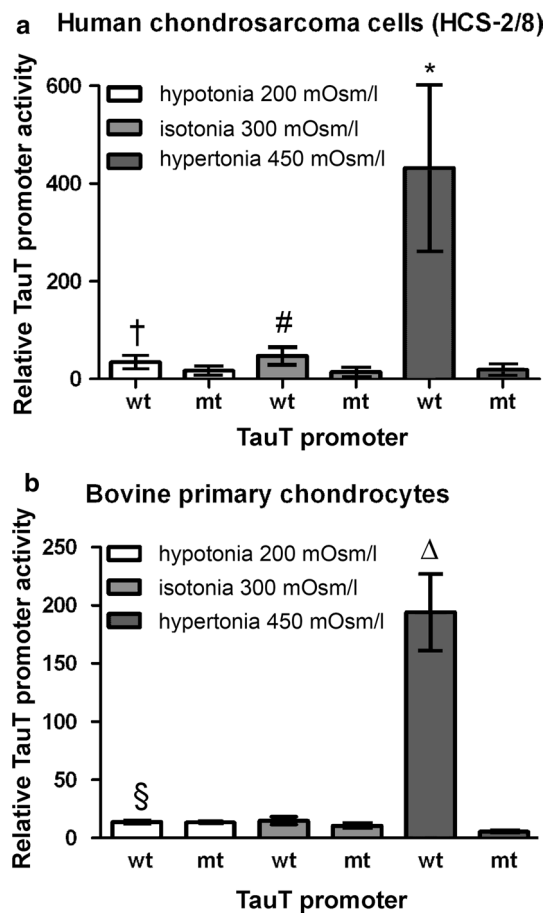 a Human chondrosarcoma cells (HCS-2/8)
Relative TauT promoter activity
600
400
200
0
hypotonia 200 mOsm/l
isotonia 300 mOsm/l
hypertonia 450 mOsm/l
† # *
wt mt wt mt wt mt
TauT promoter
b Bovine primary chondrocytes
Relative TauT promoter activity
250
200
150
100
50
0
hypotonia 200 mOsm/l
isotonia 300 mOsm/l
hypertonia 450 mOsm/l
§ Δ
wt mt wt mt wt mt
TauT promoter